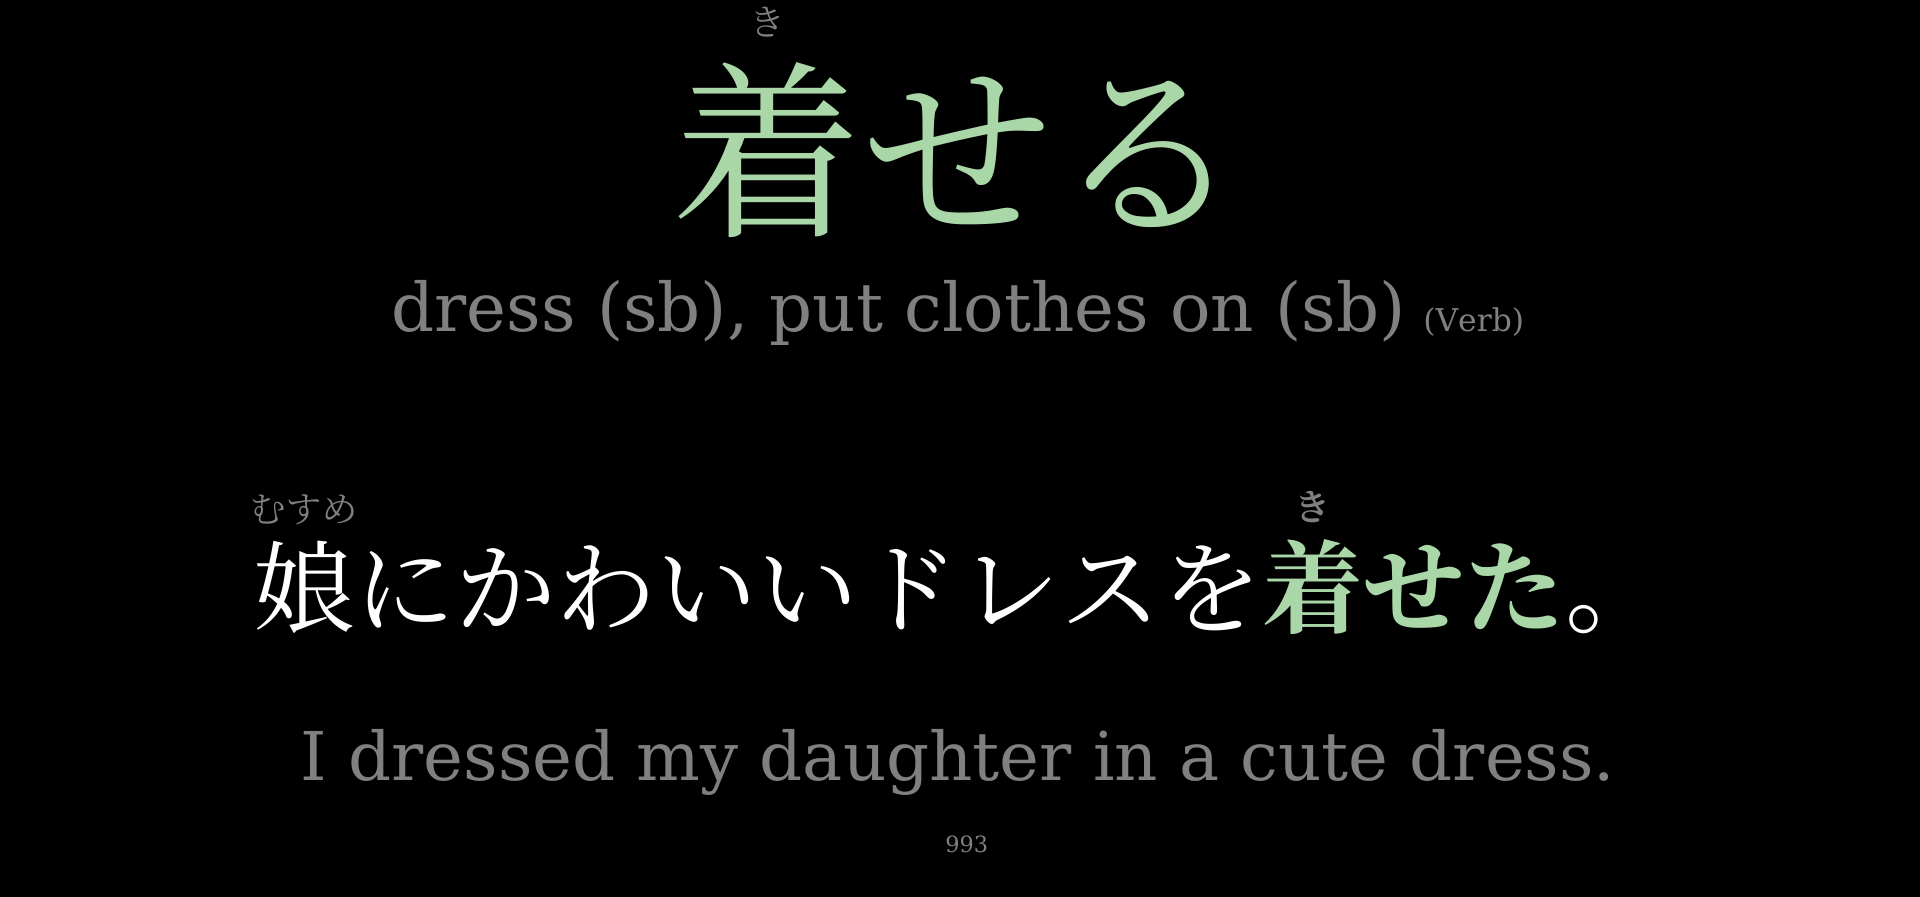 き
着せる
dress (sb), put clothes on (sb) (Verb)
むすめ き
娘にかわいいドレスを着せた。
I dressed my daughter in a cute dress.
993